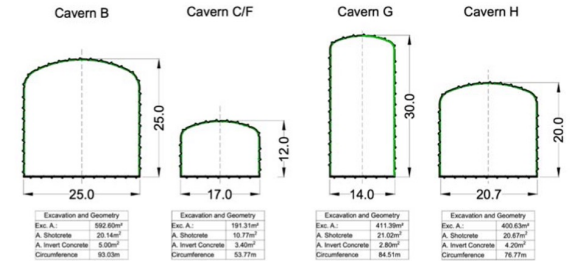 Cavern B
25.0
25.0
Excavation and Geometry
Exc. A.: 592.60m²
A. Shotcrete 20.14m²
A. Invert Concrete 5.00m²
Circumference 93.03m
Cavern C/F
12.0
17.0
Excavation and Geometry
Exc. A.: 191.31m²
A. Shotcrete 10.77m²
A. Invert Concrete 3.40m²
Circumference 53.77m
Cavern G
30.0
14.0
Excavation and Geometry
Exc. A.: 411.39m²
A. Shotcrete 21.02m²
A. Invert Concrete 2.80m²
Circumference 84.51m
Cavern H
20.0
20.7
Excavation and Geometry
Exc. A.: 400.63m²
A. Shotcrete 20.67m²
A. Invert Concrete 4.20m²
Circumference 76.77m